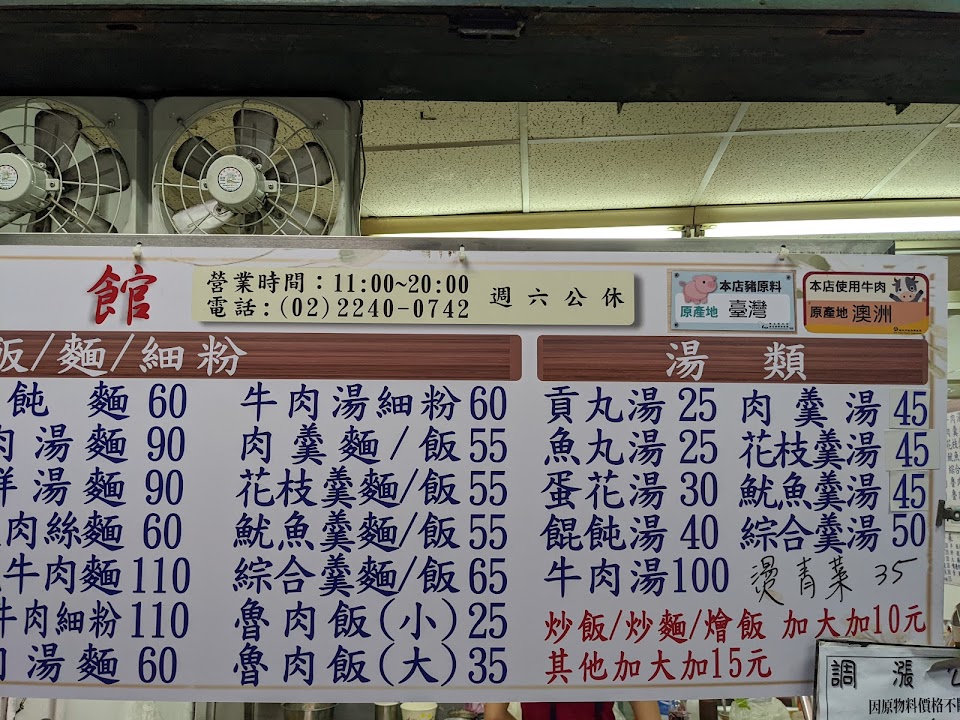 館
營業時間：11:00~20:00
電話：(02)2240-0742
週六公休
本店豬原料
原產地 臺灣
本店使用牛肉
原產地 澳洲
飯/麵/細粉
飩麵 60
肉湯麵 90
湯麵 90
肉絲麵 60
牛肉麵 110
牛肉細粉 110
湯麵 60
牛肉湯細粉 60
肉羹麵/飯 55
花枝羹麵/飯 55
魷魚羹麵/飯 55
綜合羹麵/飯 65
魯肉飯(小) 25
魯肉飯(大) 35
湯類
貢丸湯 25
魚丸湯 25
蛋花湯 30
餛飩湯 40
牛肉湯 100
肉羹湯 45
花枝羹湯 45
魷魚羹湯 45
綜合羹湯 50
燙青菜 35
炒飯/炒麵/燴飯 加大加10元
其他加大加15元
調漲
因原物料價格不